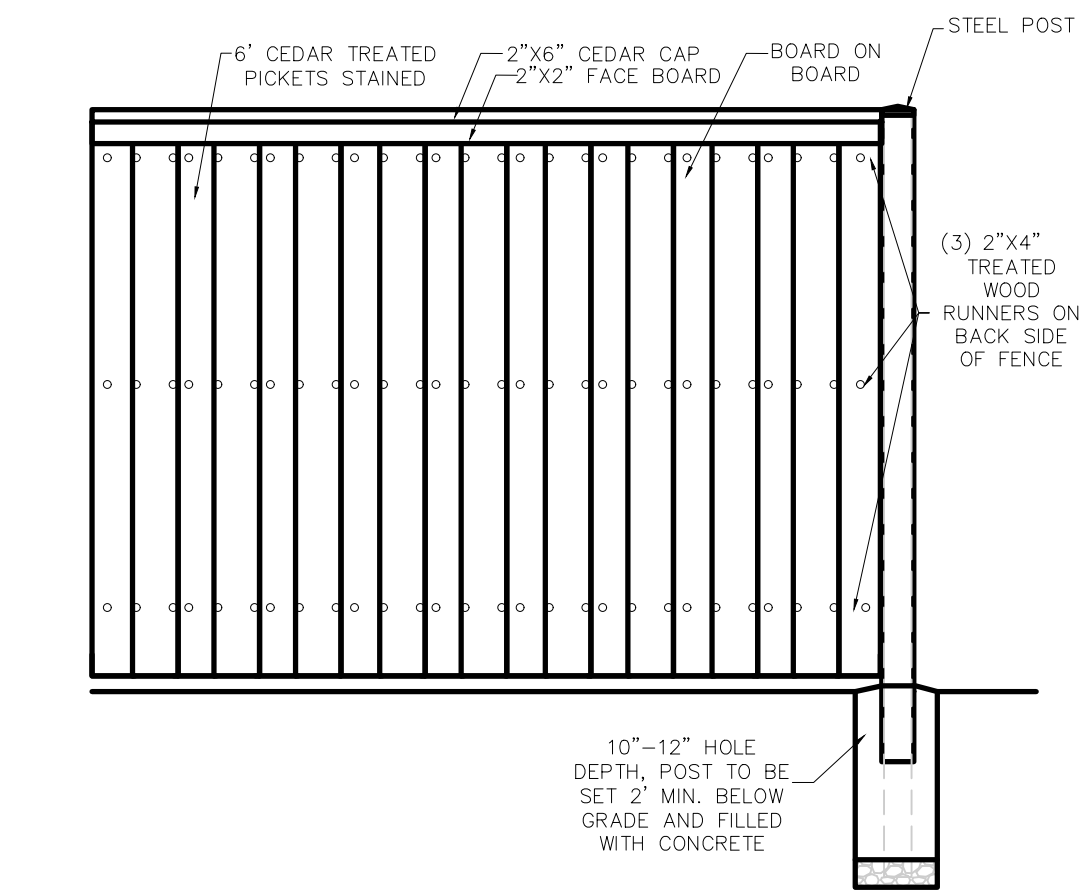 STEEL POST
6' CEDAR TREATED
PICKETS STAINED
2"X6" CEDAR CAP
2"X2" FACE BOARD
BOARD ON
BOARD
(3) 2"X4"
TREATED
WOOD
RUNNERS ON
BACK SIDE
OF FENCE
10"-12" HOLE
DEPTH, POST TO BE
SET 2' MIN. BELOW
GRADE AND FILLED
WITH CONCRETE